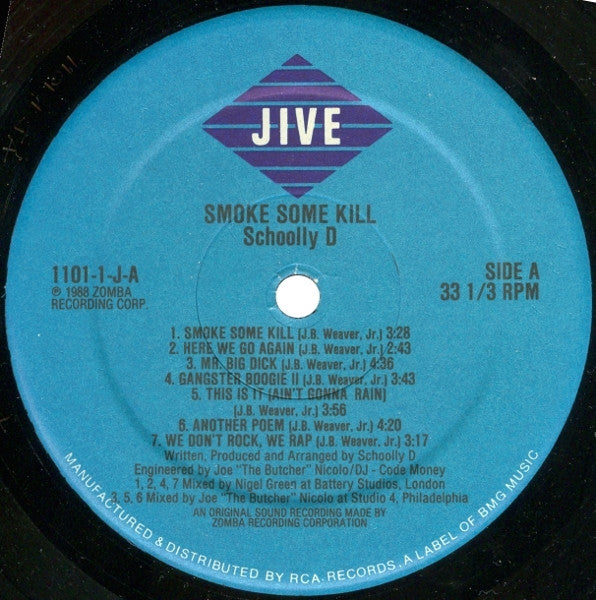 JIVE
SMOKE SOME KILL
Schoolly D
1101-1-J-A
℗ 1988 ZOMBA
RECORDING CORP.
SIDE A
33 1/3 RPM
1. SMOKE SOME KILL (J.B. Weaver, Jr.) 3:28
2. HERE WE GO AGAIN (J.B. Weaver, Jr.) 2:43
3. MR. BIG DICK (J.B. Weaver, Jr.) 4:36
4. GANGSTER BOOGIE II (J.B. Weaver, Jr.) 3:43
5. THIS IS IT (AIN'T GONNA RAIN)
(J.B. Weaver, Jr.) 3:56
6. ANOTHER POEM (J.B. Weaver, Jr.) 4:20
7. WE DON'T ROCK, WE RAP (J.B. Weaver, Jr.) 3:17
Written, Produced and Arranged by Schoolly D
Engineered by Joe "The Butcher" Nicolo/DJ - Code Money
1, 2, 4, 7 Mixed by Nigel Green at Battery Studios, London
3, 5, 6 Mixed by Joe "The Butcher" Nicolo at Studio 4, Philadelphia
AN ORIGINAL SOUND RECORDING MADE BY
ZOMBA RECORDING CORPORATION
MANUFACTURED & DISTRIBUTED BY RCA RECORDS, A LABEL OF BMG MUSIC